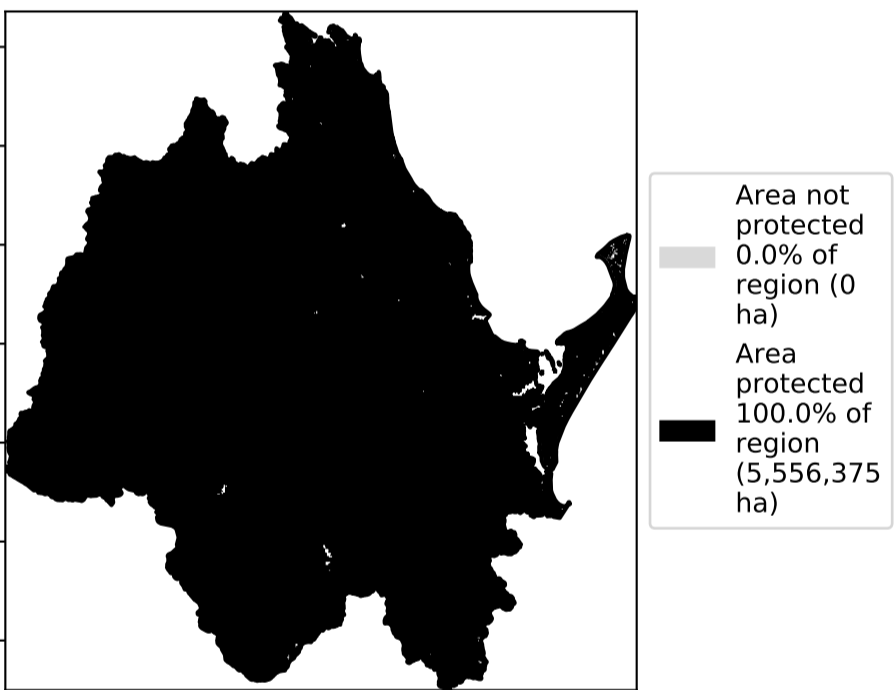 Area not
protected
0.0% of
region (0
ha)
Area
protected
100.0% of
region
(5,556,375
ha)